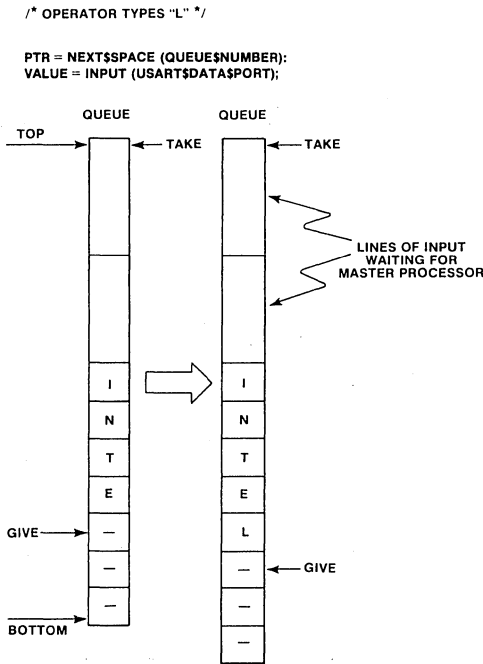 /* OPERATOR TYPES "L" */
PTR = NEXT$SPACE (QUEUE$NUMBER):
VALUE = INPUT (USART$DATA$PORT);
QUEUE
QUEUE
TOP
TAKE
TAKE
LINES OF INPUT
WAITING FOR
MASTER PROCESSOR
I
N
T
E
—
—
—
I
N
T
E
L
—
—
—
GIVE
GIVE
BOTTOM